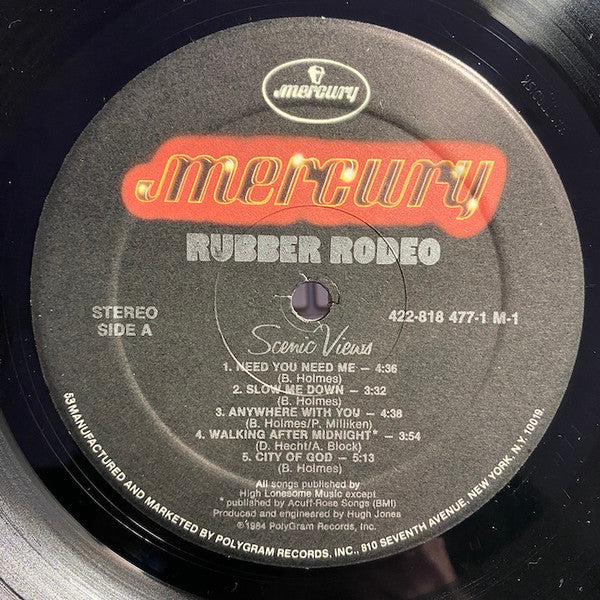 mercury
mercury
RUBBER RODEO
STEREO
SIDE A
422-818 477-1 M-1
Scenic Views
1. NEED YOU NEED ME – 4:36
(B. Holmes)
2. SLOW ME DOWN – 3:32
(B. Holmes)
3. ANYWHERE WITH YOU – 4:38
(B. Holmes/P. Milliken)
4. WALKING AFTER MIDNIGHT* – 3:54
(D. Hecht/A. Block)
5. CITY OF GOD – 5:13
(B. Holmes)
All songs published by
High Lonesome Music except
* published by Acuff-Rose Songs (BMI)
Produced and engineered by Hugh Jones
℗1984 PolyGram Records, Inc.
53 MANUFACTURED AND MARKETED BY POLYGRAM RECORDS, INC., 810 SEVENTH AVENUE, NEW YORK, N.Y. 10019.